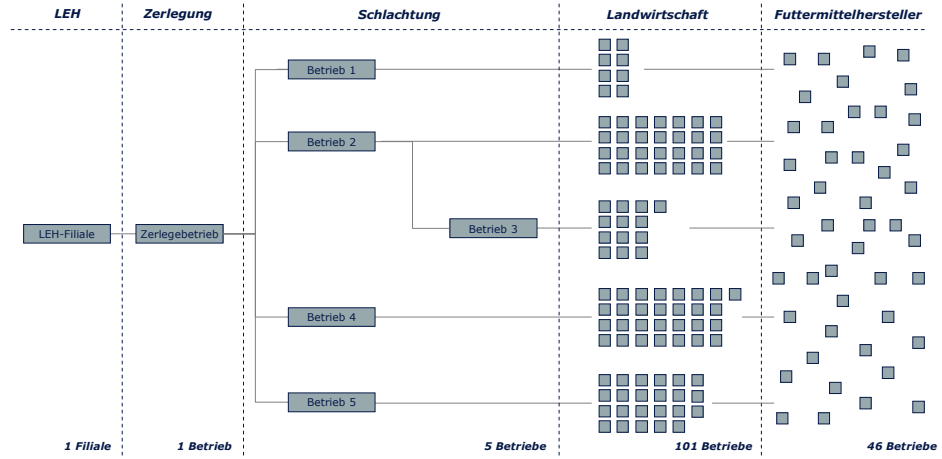 LEH Zerlegung Schlachtung Landwirtschaft Futtermittelhersteller
Betrieb 1
Betrieb 2
Betrieb 3
LEH-Filiale Zerlegebetrieb
Betrieb 4
Betrieb 5
1 Filiale 1 Betrieb 5 Betriebe 101 Betriebe 46 Betriebe